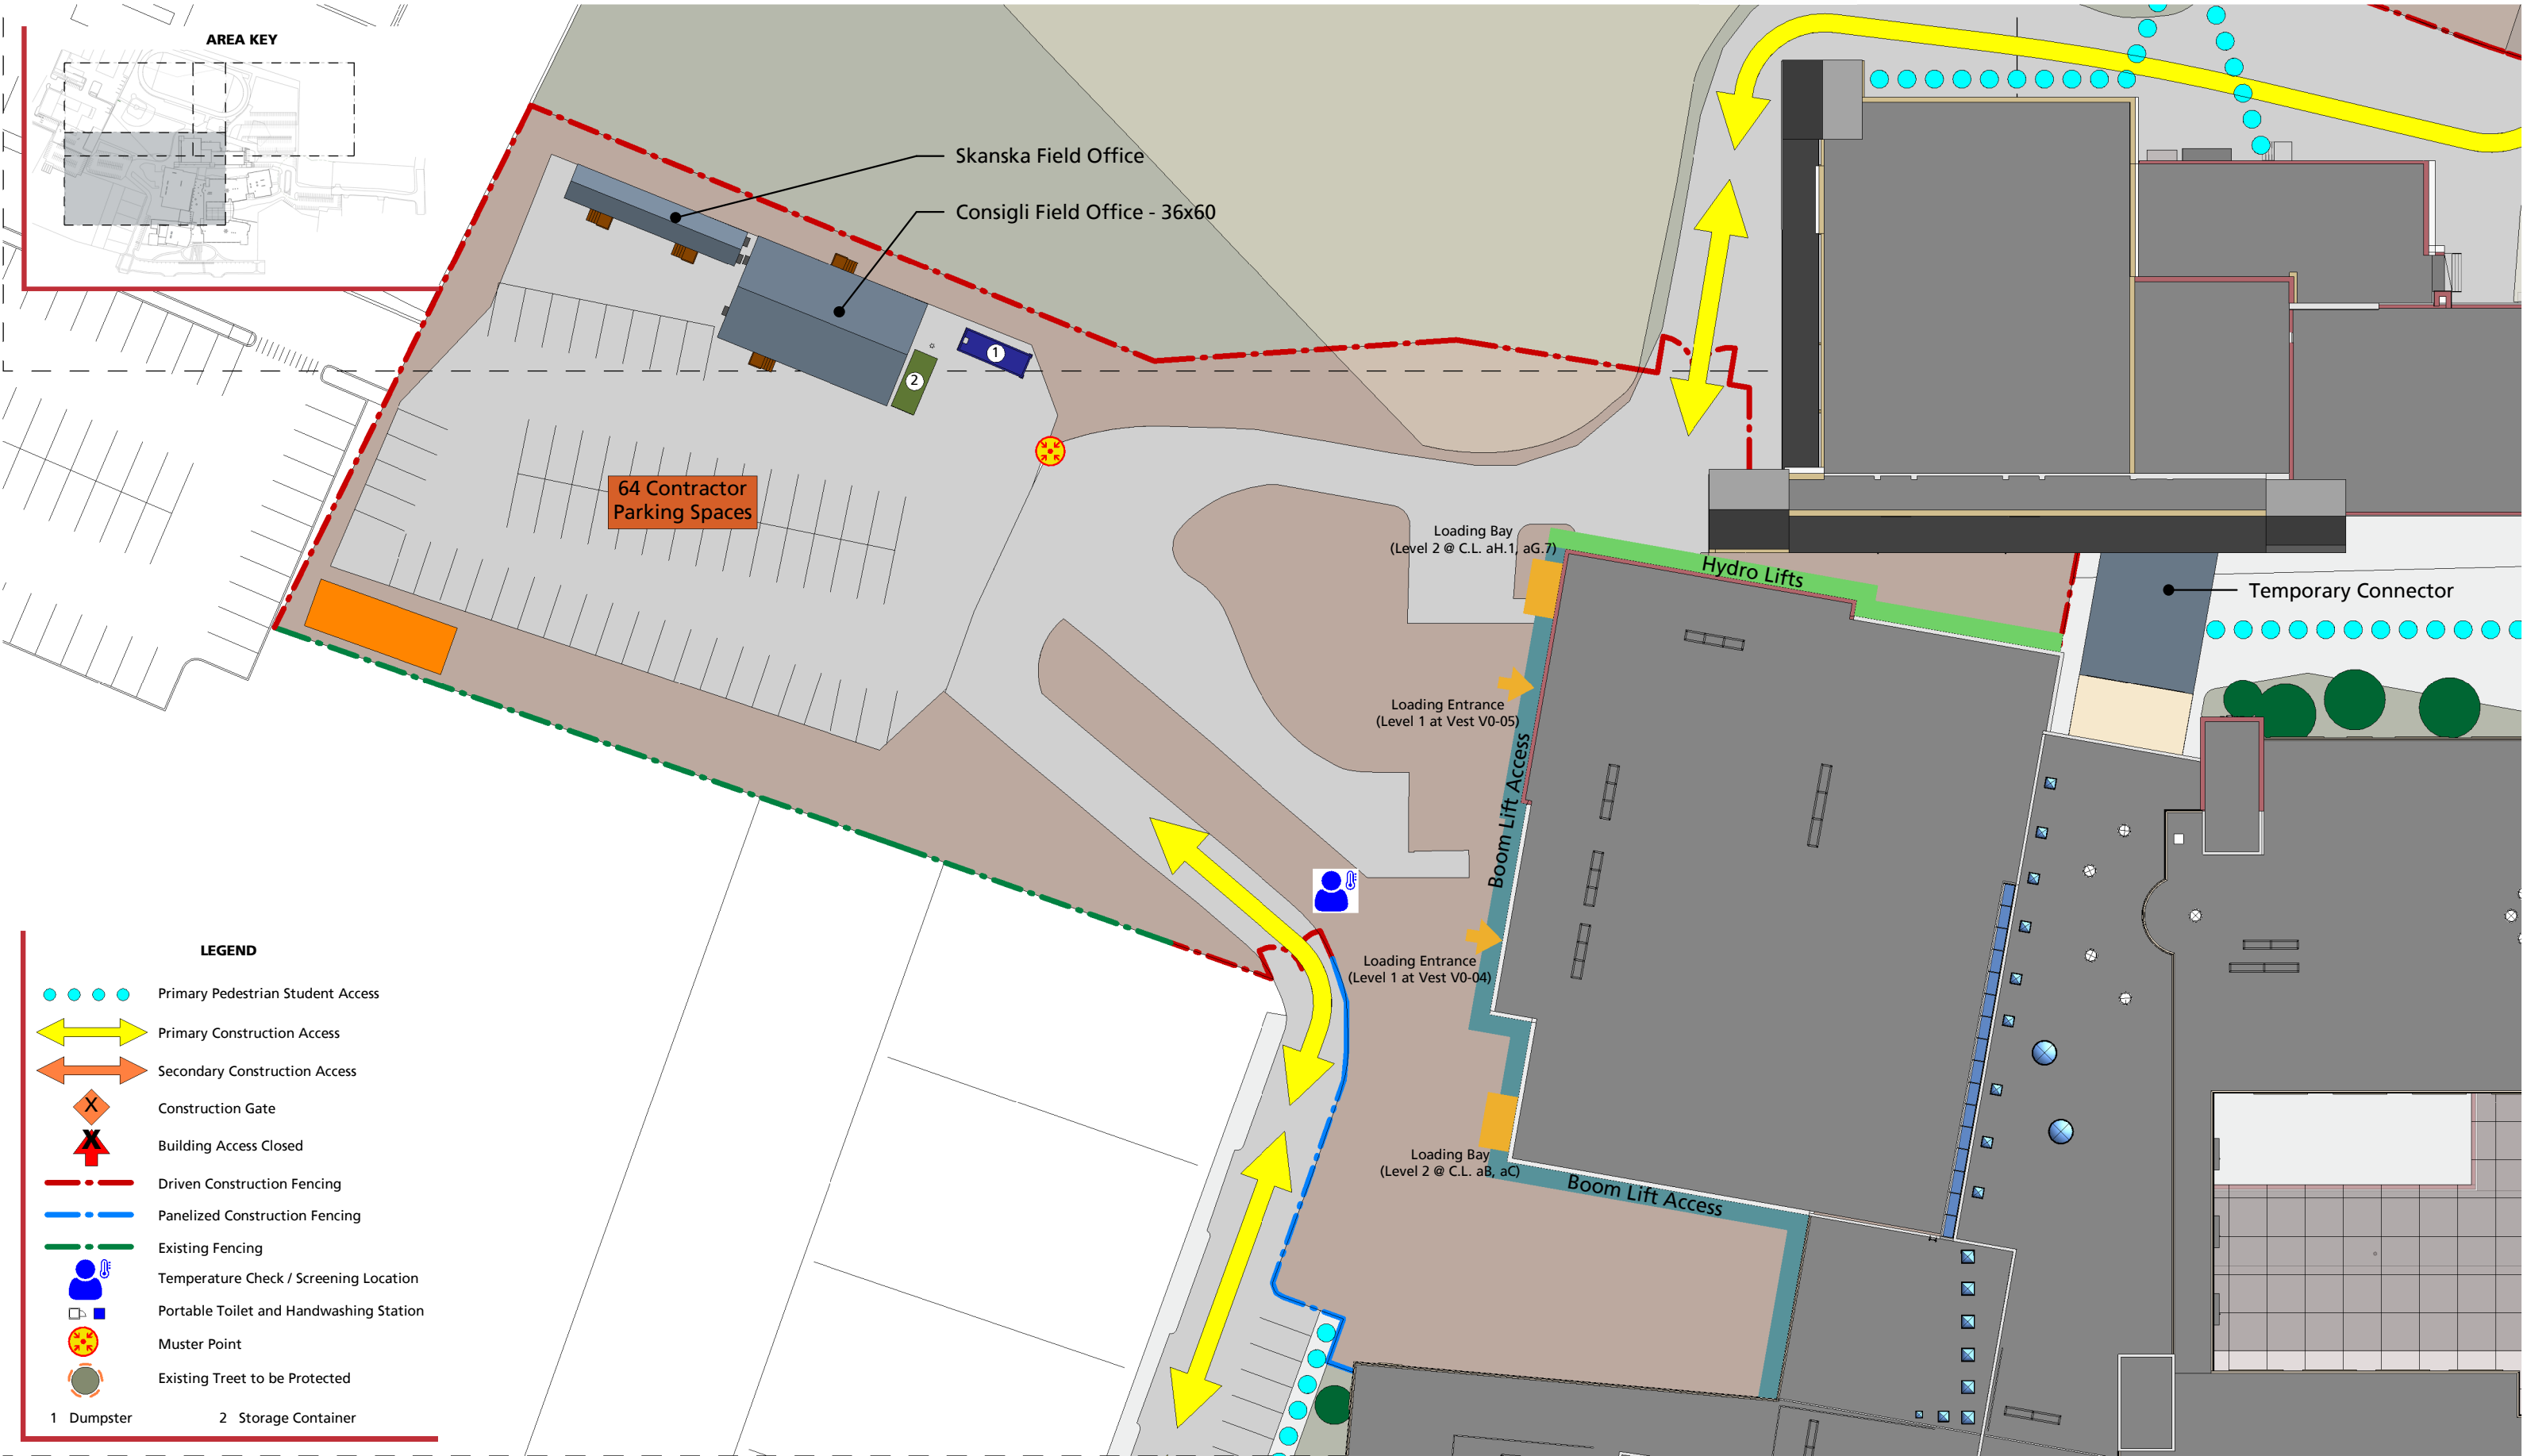 AREA KEY
Skanska Field Office
Consigli Field Office - 36x60
1
2
64 Contractor
Parking Spaces
Loading Bay
(Level 2 @ C.L. aH.1, aG.7)
Hydro Lifts
Temporary Connector
Loading Entrance
(Level 1 at Vest V0-05)
Boom Lift Access
Loading Entrance
(Level 1 at Vest V0-04)
Loading Bay
(Level 2 @ C.L. aB, aC)
Boom Lift Access
LEGEND
Primary Pedestrian Student Access
Primary Construction Access
Secondary Construction Access
X Construction Gate
X Building Access Closed
Driven Construction Fencing
Panelized Construction Fencing
Existing Fencing
Temperature Check / Screening Location
Portable Toilet and Handwashing Station
Muster Point
Existing Treet to be Protected
1 Dumpster 2 Storage Container